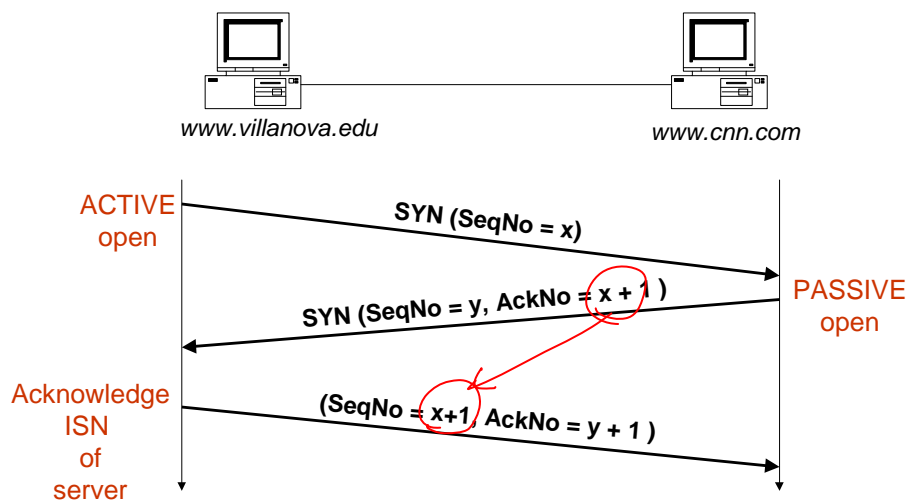 www.villanova.edu
www.cnn.com
ACTIVE
open
SYN (SeqNo = x)
SYN (SeqNo = y, AckNo = x + 1 )
PASSIVE
open
Acknowledge
ISN
of
server
(SeqNo = x+1, AckNo = y + 1 )